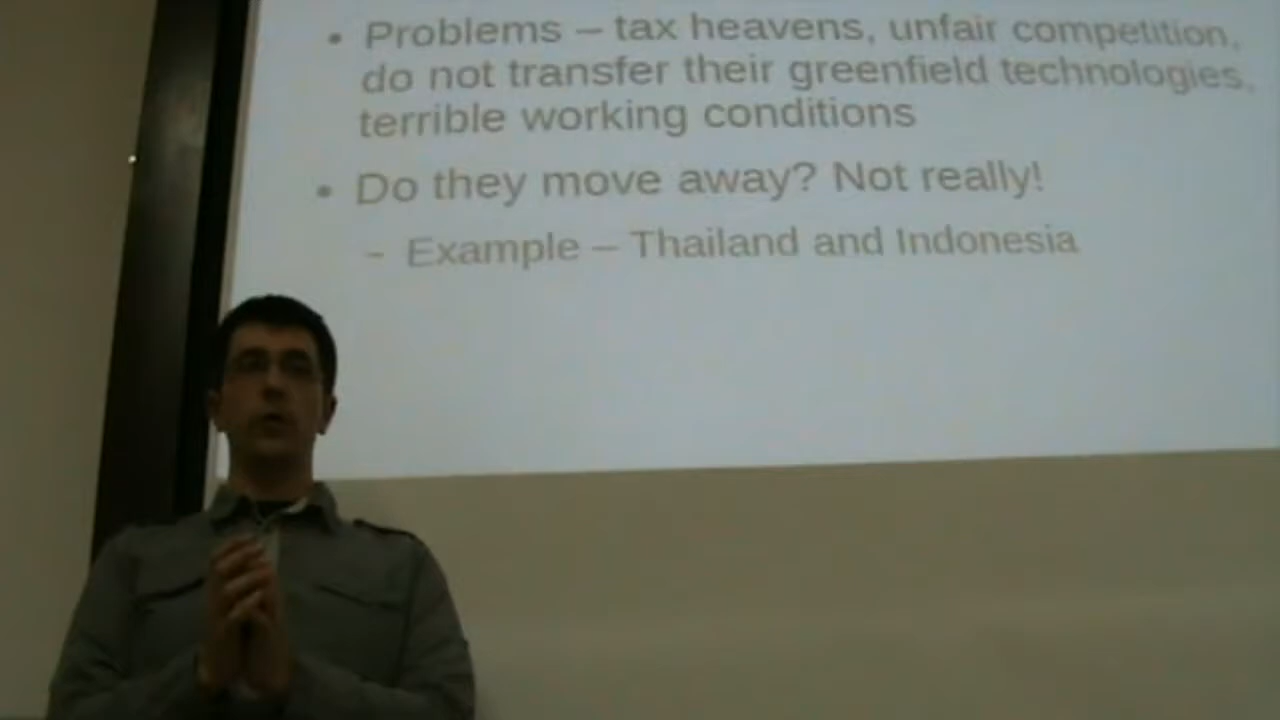 • Problems – tax heavens, unfair competition,
do not transfer their greenfield technologies,
terrible working conditions
• Do they move away? Not really!
– Example – Thailand and Indonesia